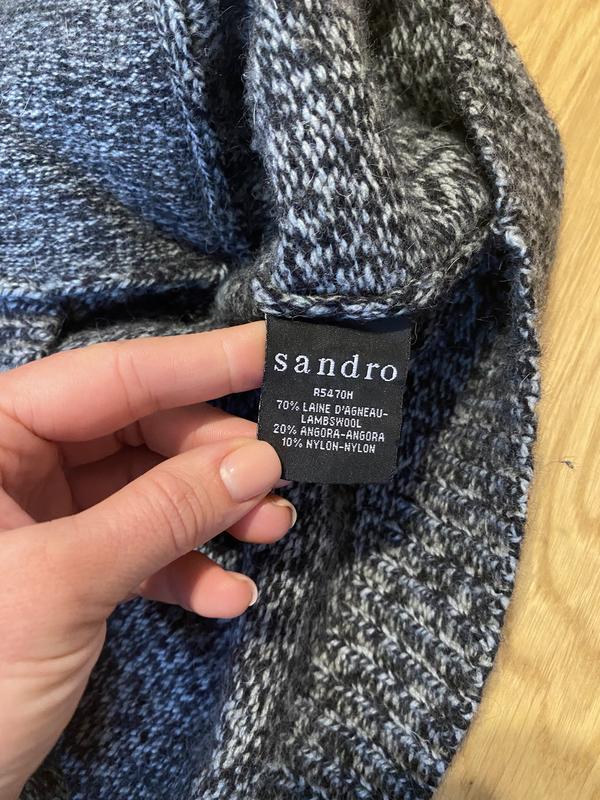 sandro
R5470H
70% LAINE D'AGNEAU-
LAMBSWOOL
20% ANGORA-ANGORA
10% NYLON-NYLON